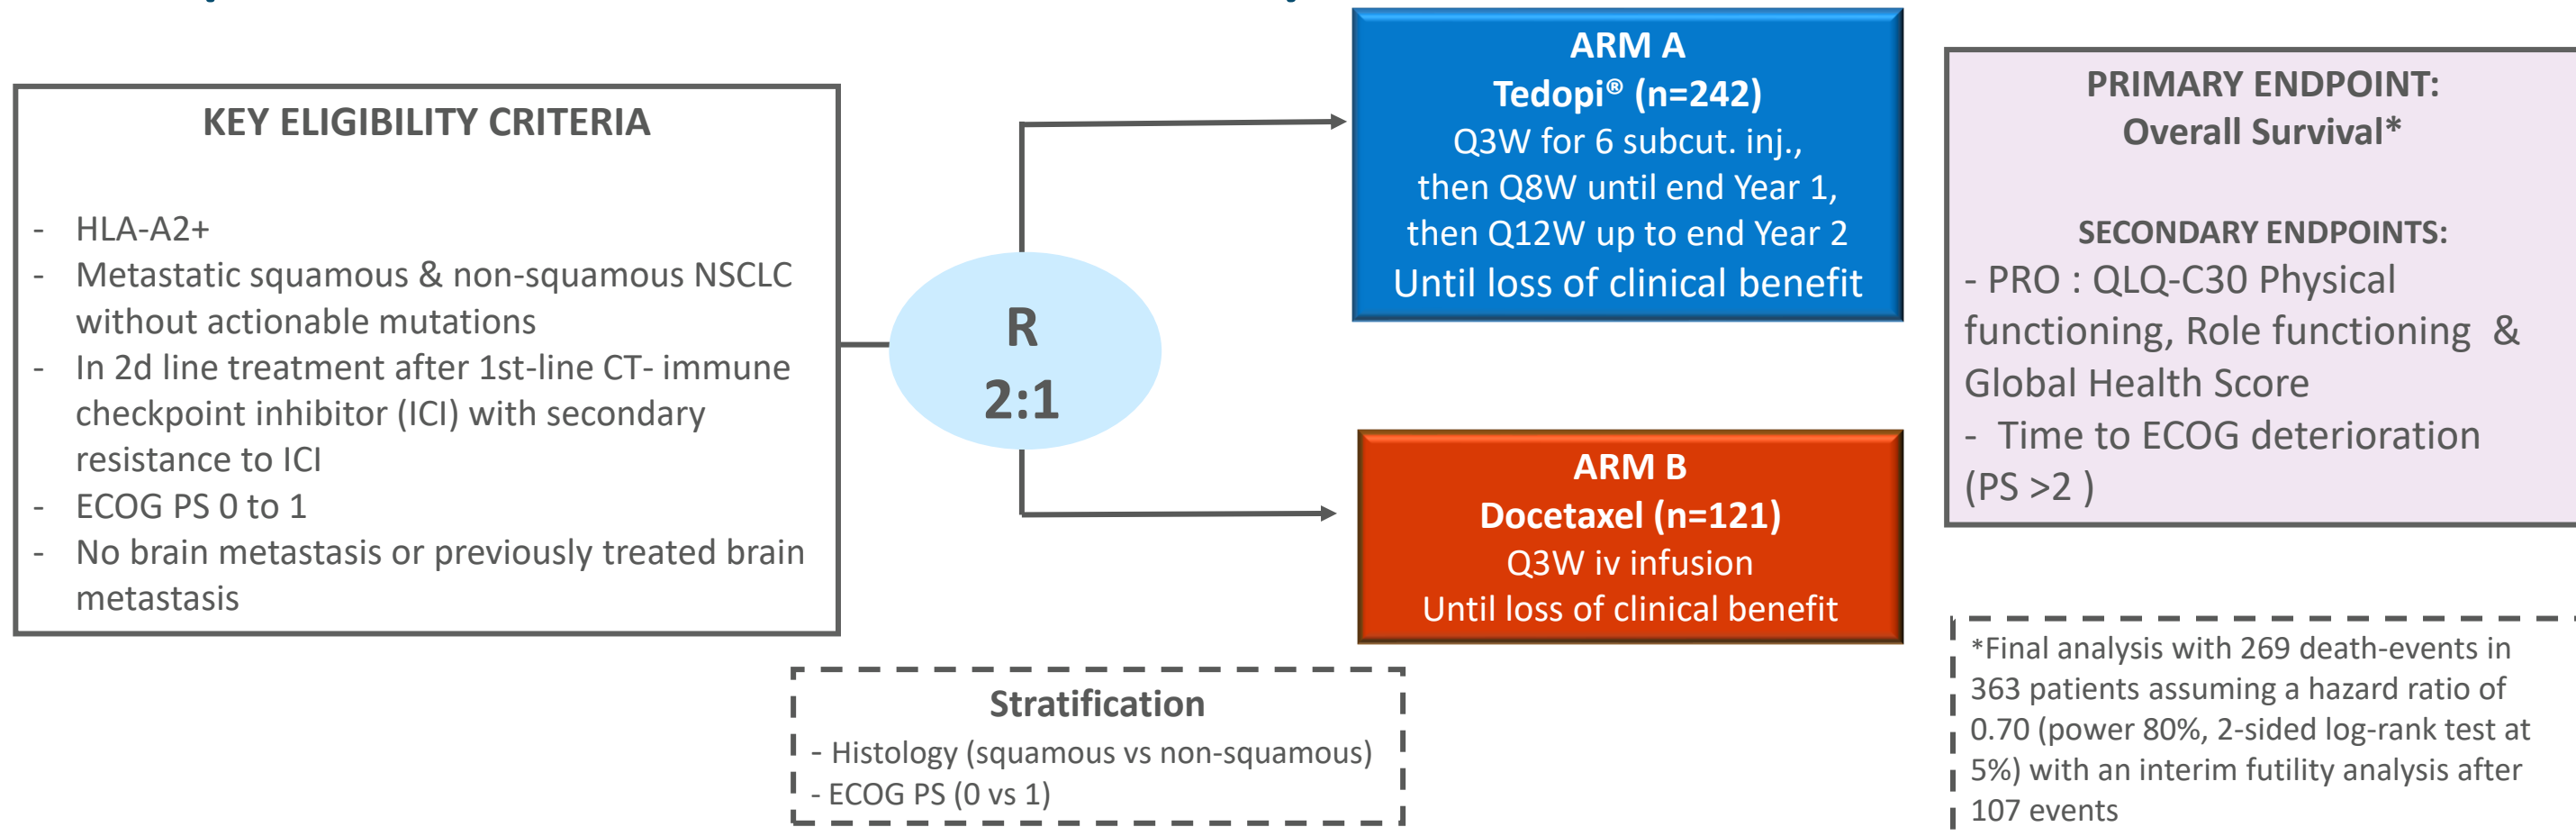 KEY ELIGIBILITY CRITERIA
- HLA-A2+
- Metastatic squamous & non-squamous NSCLC
without actionable mutations
- In 2d line treatment after 1st-line CT- immune
checkpoint inhibitor (ICI) with secondary
resistance to ICI
- ECOG PS 0 to 1
- No brain metastasis or previously treated brain
metastasis
R
2:1
ARM A
Tedopi® (n=242)
Q3W for 6 subcut. inj.,
then Q8W until end Year 1,
then Q12W up to end Year 2
Until loss of clinical benefit
ARM B
Docetaxel (n=121)
Q3W iv infusion
Until loss of clinical benefit
Stratification
- Histology (squamous vs non-squamous)
- ECOG PS (0 vs 1)
PRIMARY ENDPOINT:
Overall Survival*
SECONDARY ENDPOINTS:
- PRO : QLQ-C30 Physical
functioning, Role functioning &
Global Health Score
- Time to ECOG deterioration
(PS >2 )
*Final analysis with 269 death-events in
363 patients assuming a hazard ratio of
0.70 (power 80%, 2-sided log-rank test at
5%) with an interim futility analysis after
107 events